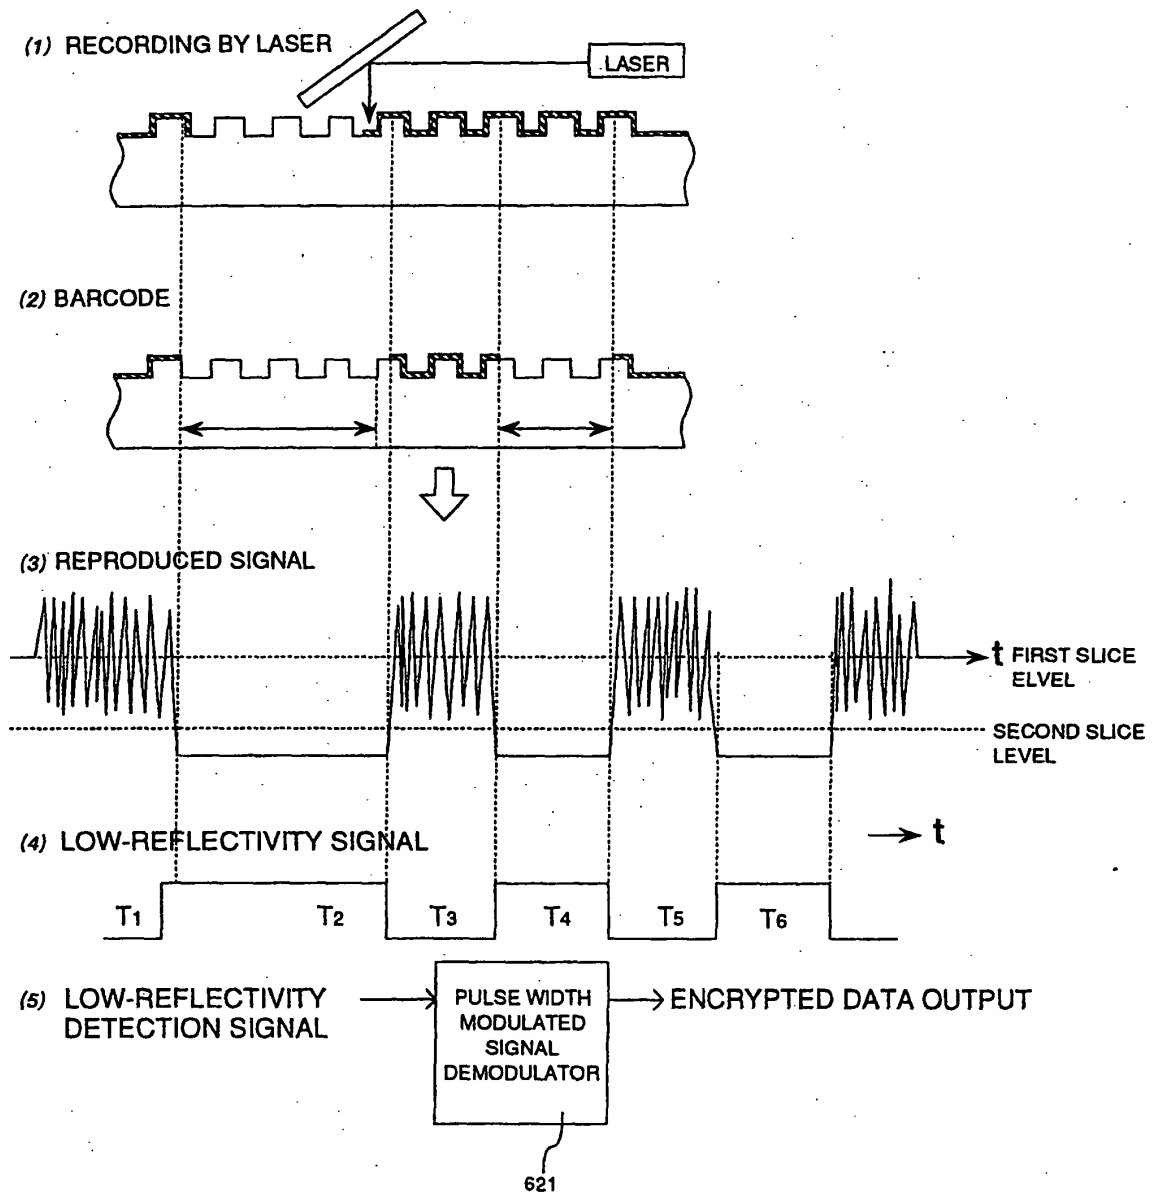 (1) RECORDING BY LASER
LASER
(2) BARCODE
(3) REPRODUCED SIGNAL
t FIRST SLICE
ELVEL
SECOND SLICE
LEVEL
(4) LOW-REFLECTIVITY SIGNAL
t
T1 T2 T3 T4 T5 T6
(5) LOW-REFLECTIVITY
DETECTION SIGNAL
PULSE WIDTH
MODULATED
SIGNAL
DEMODULATOR
ENCRYPTED DATA OUTPUT
621